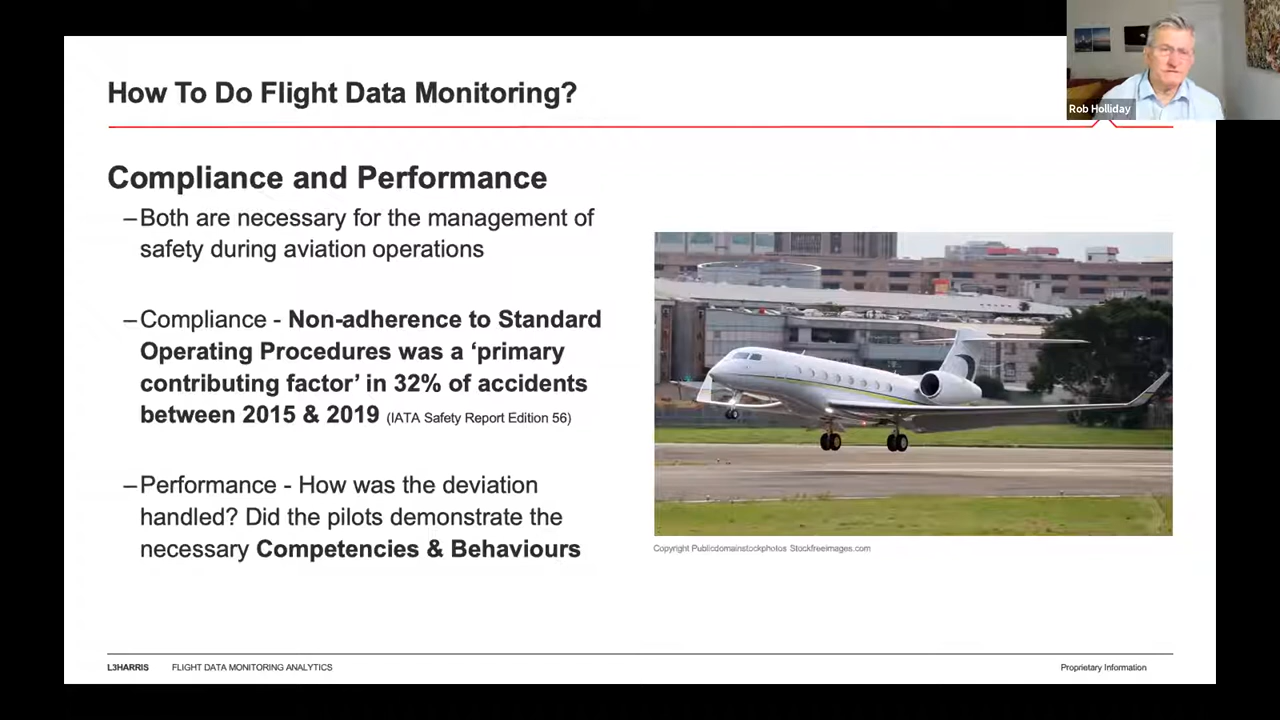 How To Do Flight Data Monitoring?
Rob Holliday
Compliance and Performance
–Both are necessary for the management of
safety during aviation operations
–Compliance - Non-adherence to Standard
Operating Procedures was a ‘primary
contributing factor’ in 32% of accidents
between 2015 & 2019 (IATA Safety Report Edition 56)
–Performance - How was the deviation
handled? Did the pilots demonstrate the
necessary Competencies & Behaviours
Copyright Publicdomainstockphotos Stockfreeimages.com
L3HARRIS FLIGHT DATA MONITORING ANALYTICS Proprietary Information